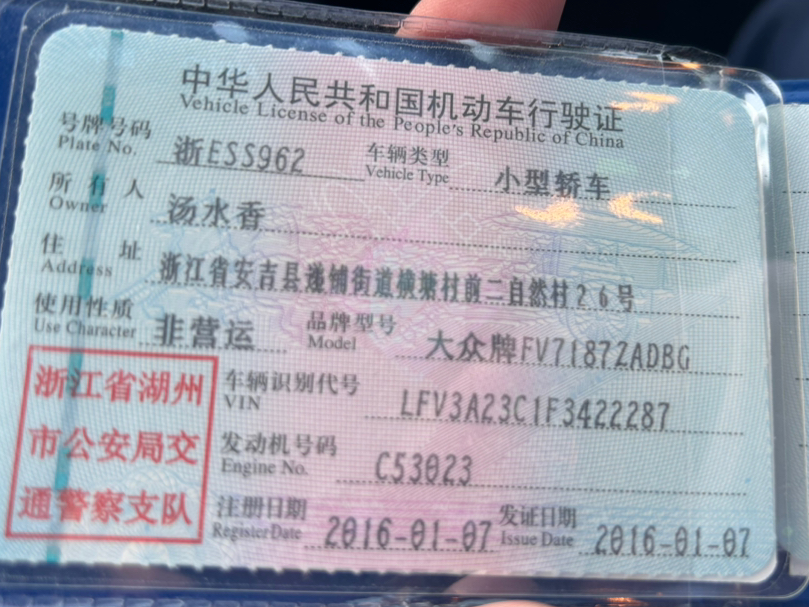 中华人民共和国机动车行驶证
Vehicle License of the People's Republic of China
号牌号码 浙ESS962 车辆类型 小型轿车
Plate No. Vehicle Type
所有人 汤水香
Owner
住址 浙江省安吉县递铺街道横塘村前二自然村26号
Address
使用性质 非营运 品牌型号 大众牌FV7187ZADBG
Use Character Model
浙江省湖州
市公安局交
通警察支队
车辆识别代号 LFV3A23C1F3422287
VIN
发动机号码 C53023
Engine No.
注册日期 2016-01-07 发证日期 2016-01-07
Register Date Issue Date